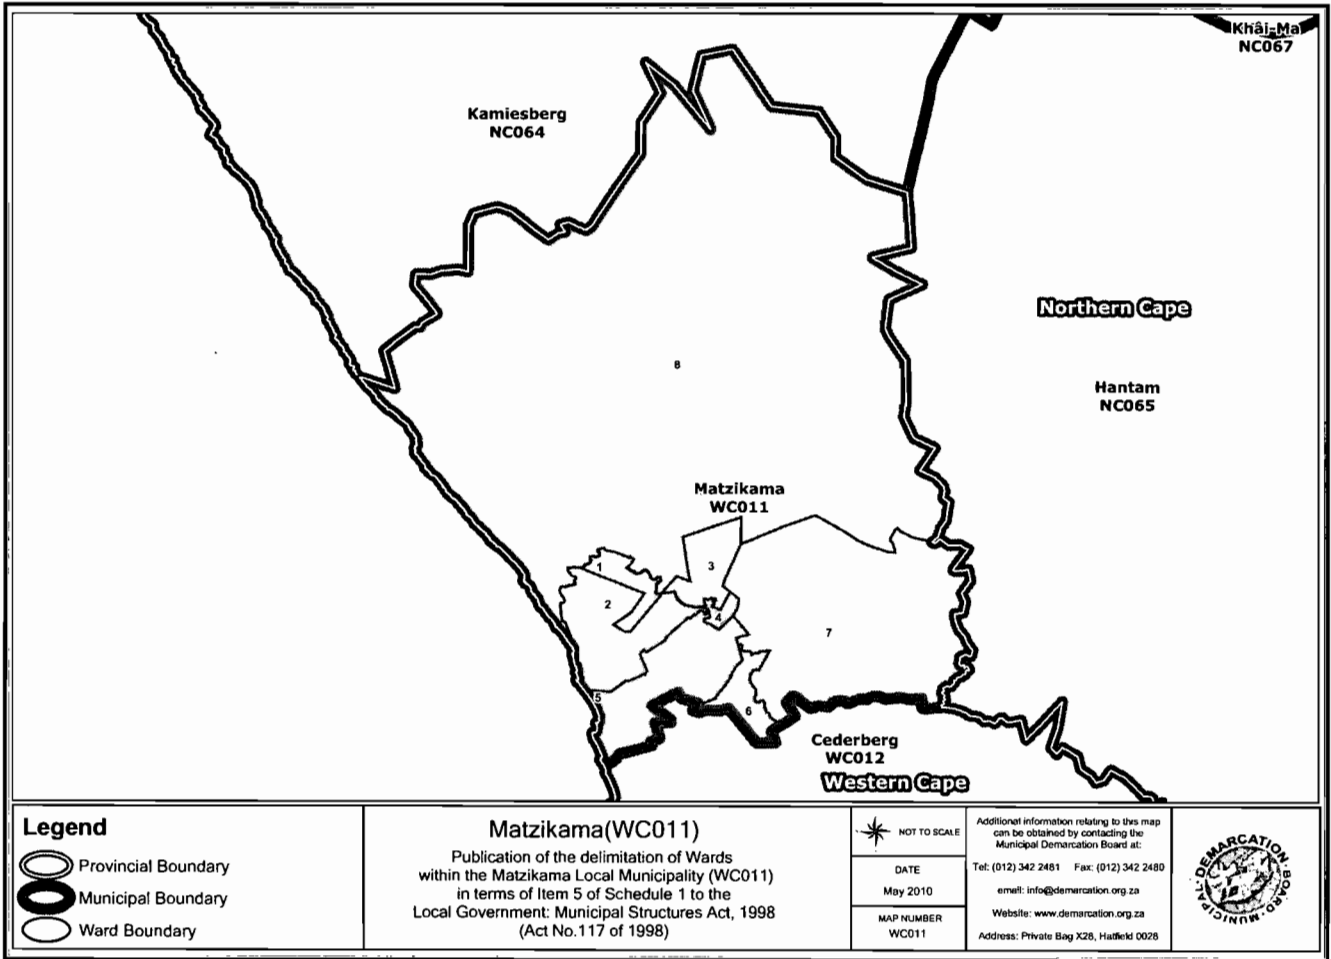 Khâi-Ma
NC067
Kamiesberg
NC064
Northern Cape
8
Hantam
NC065
Matzikama
WC011
1
3
2
4
7
5
6
Cederberg
WC012
Western Cape
Legend
Provincial Boundary
Municipal Boundary
Ward Boundary
Matzikama(WC011)
Publication of the delimitation of Wards
within the Matzikama Local Municipality (WC011)
in terms of Item 5 of Schedule 1 to the
Local Government: Municipal Structures Act, 1998
(Act No.117 of 1998)
NOT TO SCALE
DATE
May 2010
MAP NUMBER
WC011
Additional information relating to this map
can be obtained by contacting the
Municipal Demarcation Board at:
Tel: (012) 342 2481 Fax: (012) 342 2480
email: info@demarcation.org.za
Website: www.demarcation.org.za
Address: Private Bag X28, Hatfield 0028
MUNICIPAL DEMARCATION BOARD